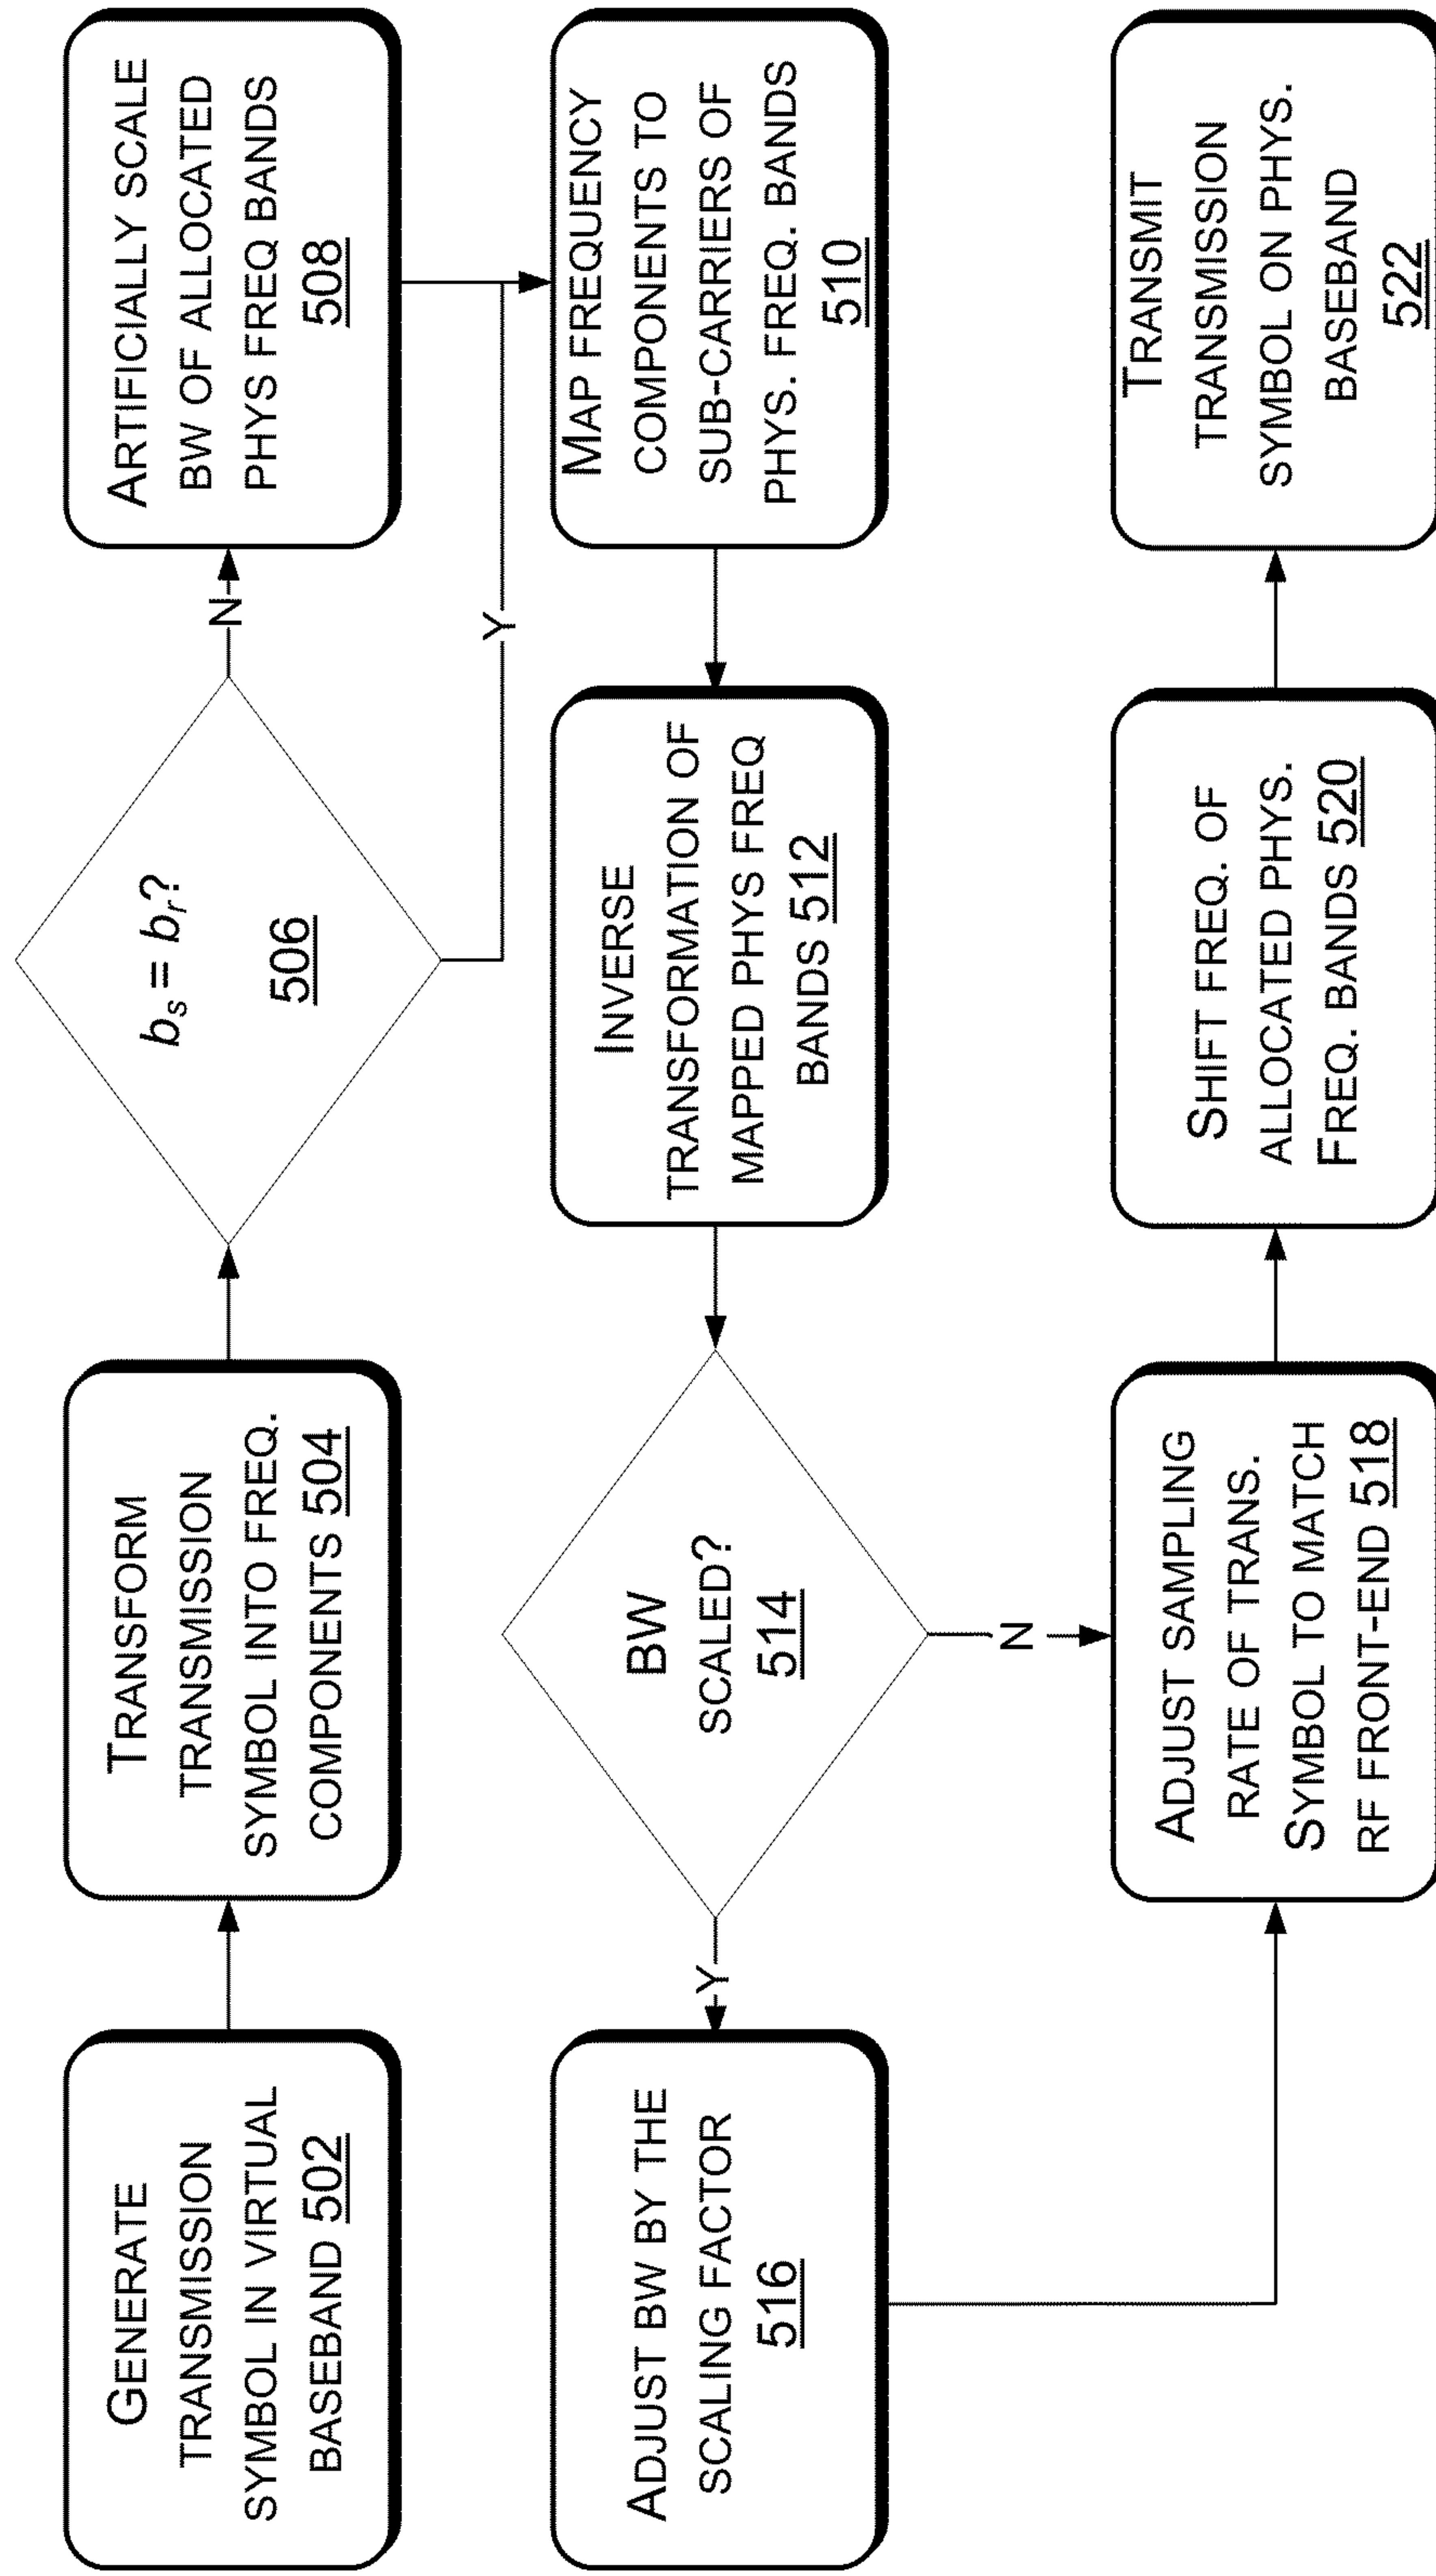 GENERATE
TRANSMISSION
SYMBOL IN VIRTUAL
BASEBAND 502
TRANSFORM
TRANSMISSION
SYMBOL INTO FREQ.
COMPONENTS 504
bs = br?
506
N
Y
ARTIFICIALLY SCALE
BW OF ALLOCATED
PHYS FREQ BANDS
508
MAP FREQUENCY
COMPONENTS TO
SUB-CARRIERS OF
PHYS. FREQ. BANDS
510
INVERSE
TRANSFORMATION OF
MAPPED PHYS FREQ
BANDS 512
BW
SCALED?
514
Y
N
ADJUST BW BY THE
SCALING FACTOR
516
ADJUST SAMPLING
RATE OF TRANS.
SYMBOL TO MATCH
RF FRONT-END 518
SHIFT FREQ. OF
ALLOCATED PHYS.
FREQ. BANDS 520
TRANSMIT
TRANSMISSION
SYMBOL ON PHYS.
BASEBAND
522